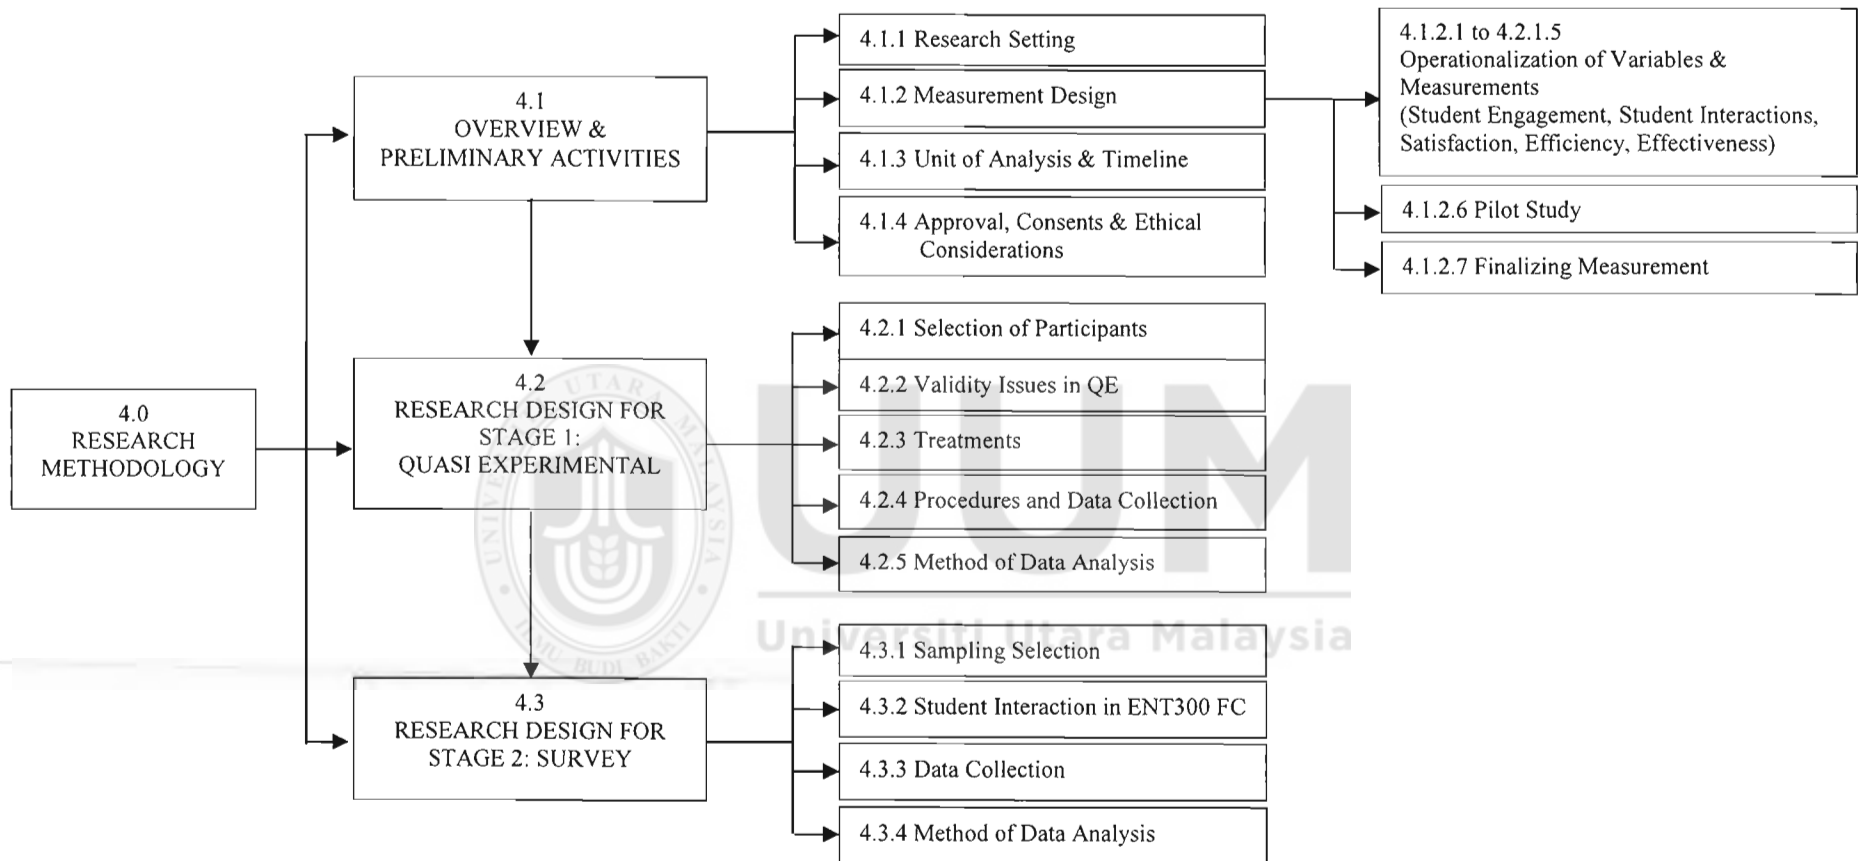 4.0
RESEARCH
METHODOLOGY
4.1
OVERVIEW &
PRELIMINARY ACTIVITIES
4.1.1 Research Setting
4.1.2 Measurement Design
4.1.3 Unit of Analysis & Timeline
4.1.4 Approval, Consents & Ethical
Considerations
4.1.2.1 to 4.2.1.5
Operationalization of Variables &
Measurements
(Student Engagement, Student Interactions,
Satisfaction, Efficiency, Effectiveness)
4.1.2.6 Pilot Study
4.1.2.7 Finalizing Measurement
4.2
RESEARCH DESIGN FOR
STAGE 1:
QUASI EXPERIMENTAL
4.2.1 Selection of Participants
4.2.2 Validity Issues in QE
4.2.3 Treatments
4.2.4 Procedures and Data Collection
4.2.5 Method of Data Analysis
4.3
RESEARCH DESIGN FOR
STAGE 2: SURVEY
4.3.1 Sampling Selection
4.3.2 Student Interaction in ENT300 FC
4.3.3 Data Collection
4.3.4 Method of Data Analysis
UNIVERSITI UTARA MALAYSIA
ILMU BUDI BAKTI
UUM
Universiti Utara Malaysia